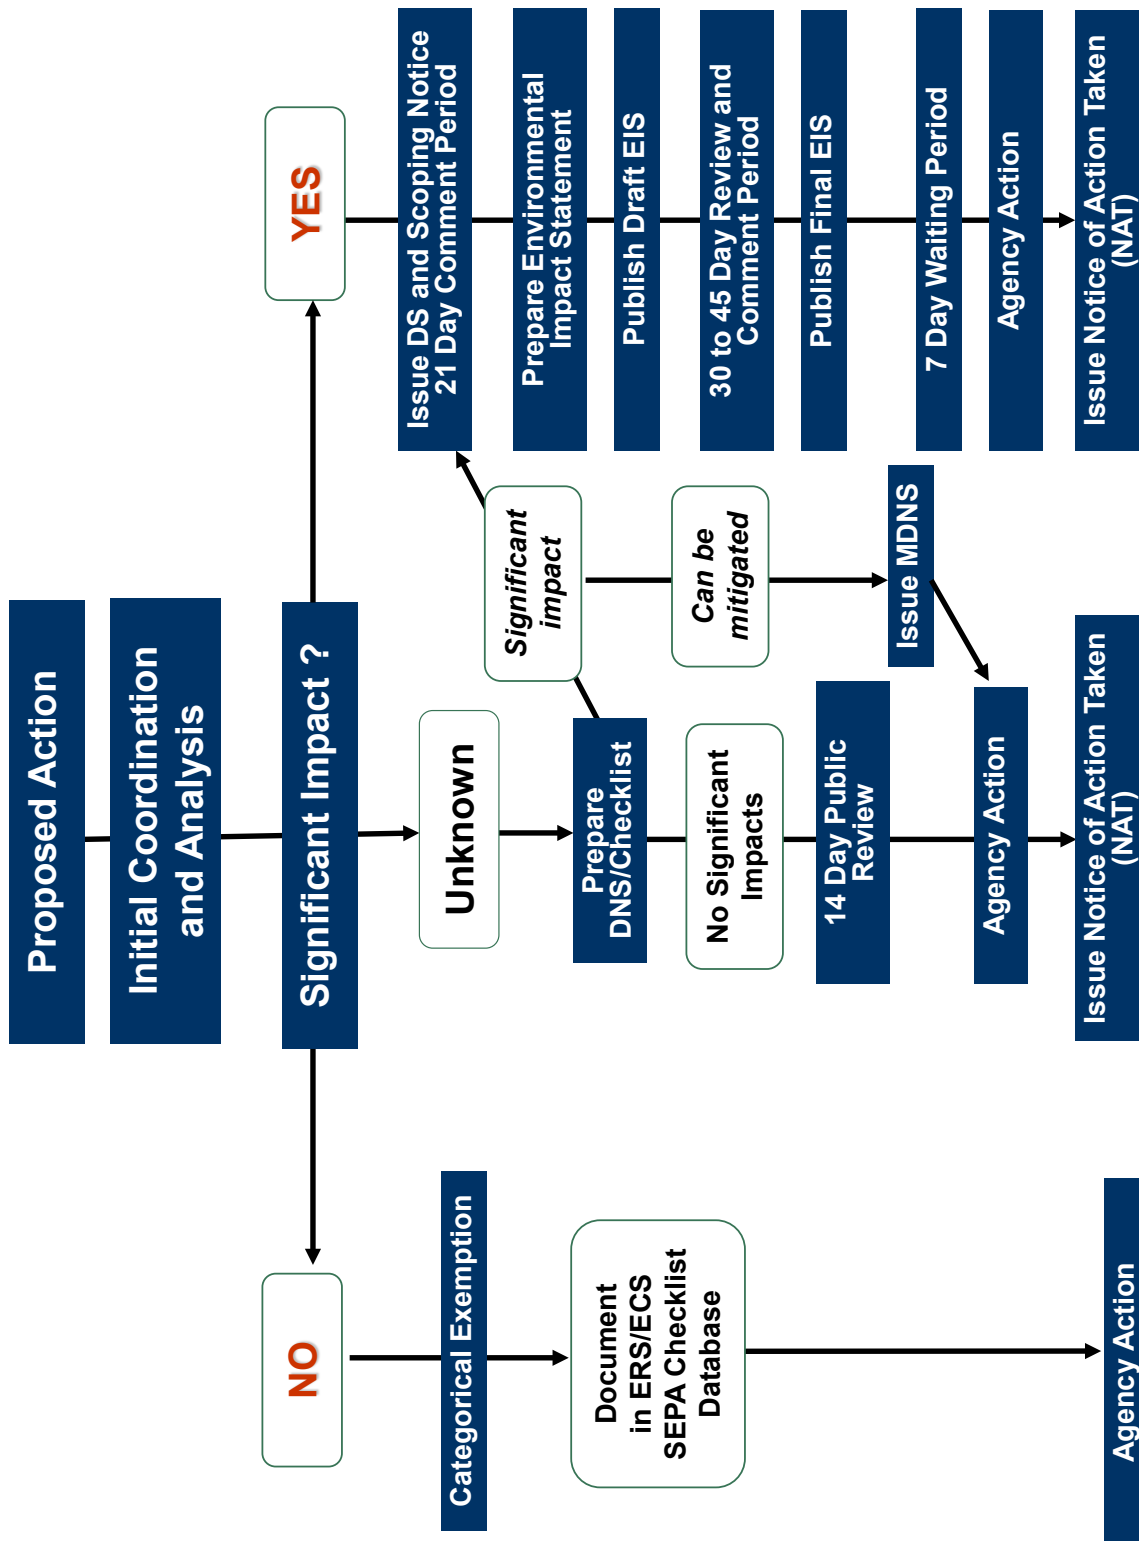 Proposed Action
Initial Coordination
and Analysis
Significant Impact ?
NO
Categorical Exemption
Document
in ERS/ECS
SEPA Checklist
Database
Agency Action
Unknown
Prepare
DNS/Checklist
No Significant
Impacts
14 Day Public
Review
Agency Action
Issue Notice of Action Taken
(NAT)
Significant
impact
Can be
mitigated
Issue MDNS
YES
Issue DS and Scoping Notice
21 Day Comment Period
Prepare Environmental
Impact Statement
Publish Draft EIS
30 to 45 Day Review and
Comment Period
Publish Final EIS
7 Day Waiting Period
Agency Action
Issue Notice of Action Taken
(NAT)